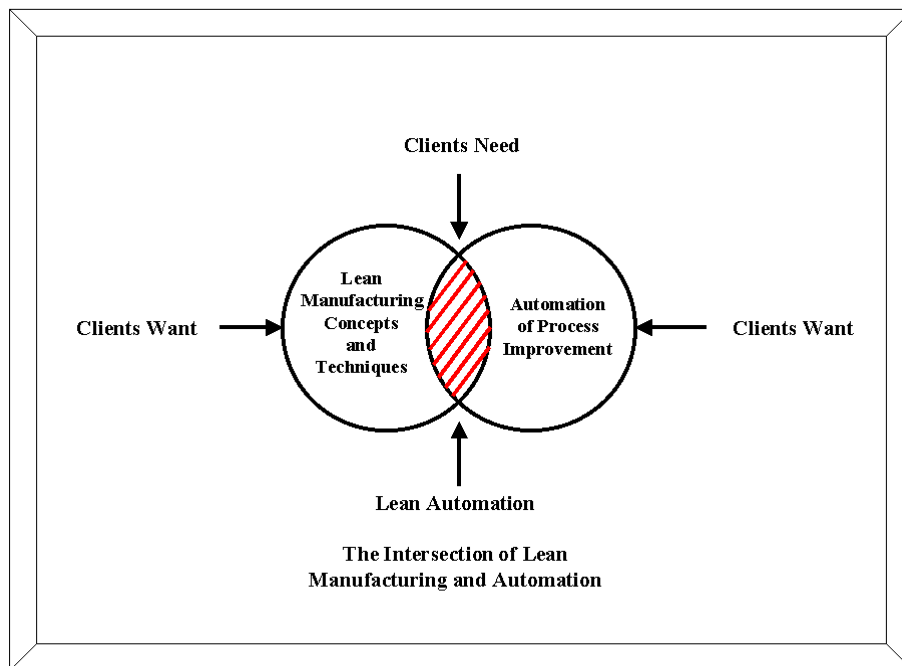 Clients Need
Lean
Manufacturing
Concepts
and
Techniques
Automation
of Process
Improvement
Clients Want
Clients Want
Lean Automation
The Intersection of Lean
Manufacturing and Automation